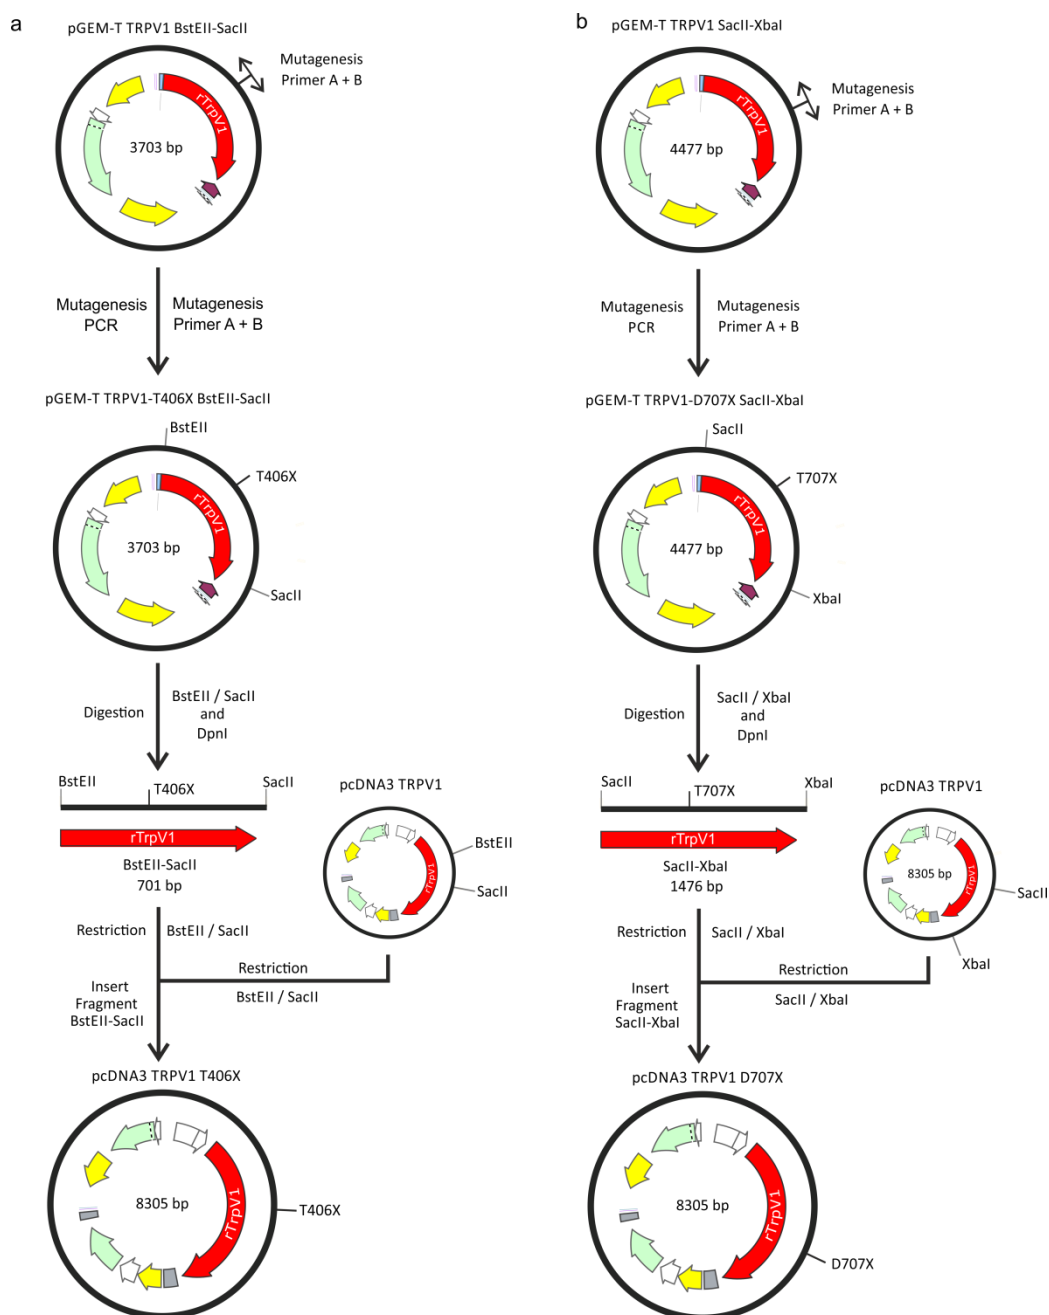 a
pGEM-T TRPV1 BstEII-SacII
Mutagenesis
Primer A + B
rTrpV1
3703 bp
Mutagenesis
PCR
Mutagenesis
Primer A + B
pGEM-T TRPV1-T406X BstEII-SacII
BstEII
T406X
rTrpV1
3703 bp
SacII
Digestion
BstEII / SacII
and
DpnI
BstEII
T406X
SacII
rTrpV1
BstEII-SacII
701 bp
pcDNA3 TRPV1
BstEII
rTrpV1
SacII
Restriction
BstEII / SacII
Restriction
BstEII / SacII
Insert
Fragment
BstEII-SacII
pcDNA3 TRPV1 T406X
8305 bp
rTrpV1
T406X
b
pGEM-T TRPV1 SacII-XbaI
Mutagenesis
Primer A + B
rTrpV1
4477 bp
Mutagenesis
PCR
Mutagenesis
Primer A + B
pGEM-T TRPV1-D707X SacII-XbaI
SacII
T707X
rTrpV1
4477 bp
XbaI
Digestion
SacII / XbaI
and
DpnI
SacII
T707X
XbaI
rTrpV1
SacII-XbaI
1476 bp
pcDNA3 TRPV1
8305 bp
rTrpV1
SacII
XbaI
Restriction
SacII / XbaI
Restriction
SacII / XbaI
Insert
Fragment
SacII-XbaI
pcDNA3 TRPV1 D707X
8305 bp
rTrpV1
D707X